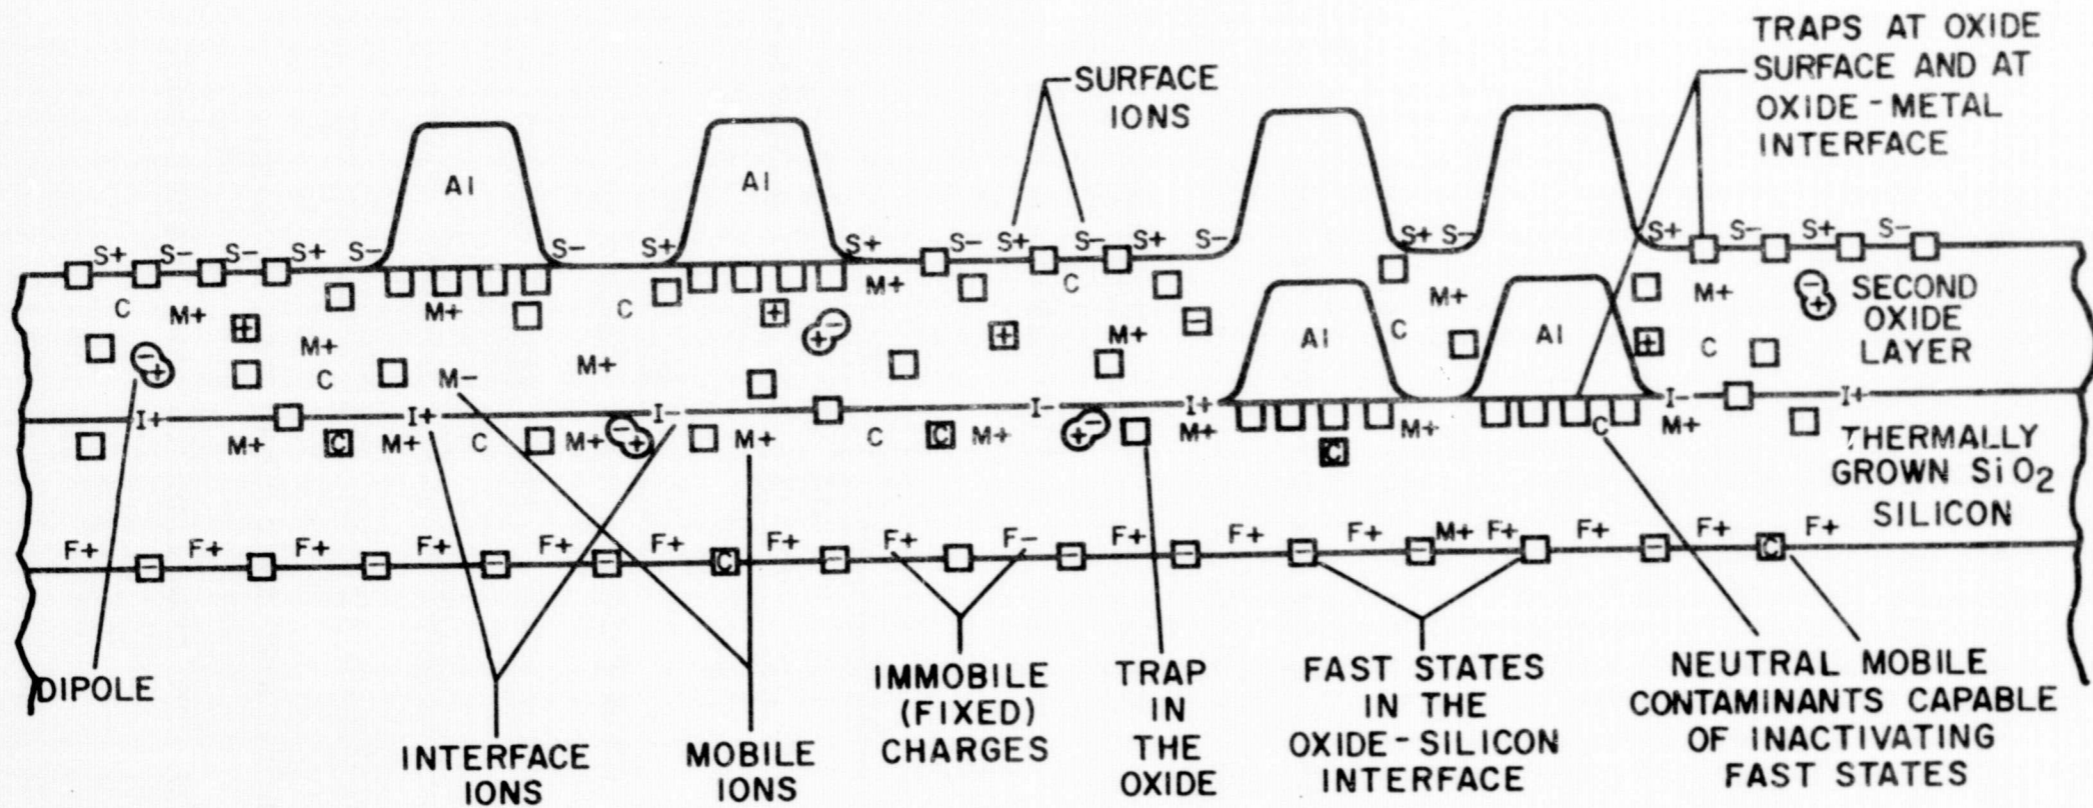 TRAPS AT OXIDE
SURFACE AND AT
OXIDE-METAL
INTERFACE
SURFACE
IONS
Al Al
S+ S- S- S+ S- S- S+ S+ S- S+ S- S+ S- S+ S- S+ S- S+ S-
C M+ + M+ C + - + M+ C + M+ - M+ - + SECOND
OXIDE
LAYER
M+ C - + M+ M+ C Al Al + C
M-
I+ I+ I- I- I+ I- I+
M+ C M+ C M+ - + M+ C C M+ + - M+ M+ C M+
C
THERMALLY
GROWN SiO2
SILICON
F+ F+ F+ F+ F+ F+ F+ F+ F- F+ F+ F+ M+ F+ F+ F+ F+
- - - - C - - - - - - C
DIPOLE
INTERFACE
IONS
MOBILE
IONS
IMMOBILE
(FIXED)
CHARGES
TRAP
IN
THE
OXIDE
FAST STATES
IN THE
OXIDE-SILICON
INTERFACE
NEUTRAL MOBILE
CONTAMINANTS CAPABLE
OF INACTIVATING
FAST STATES